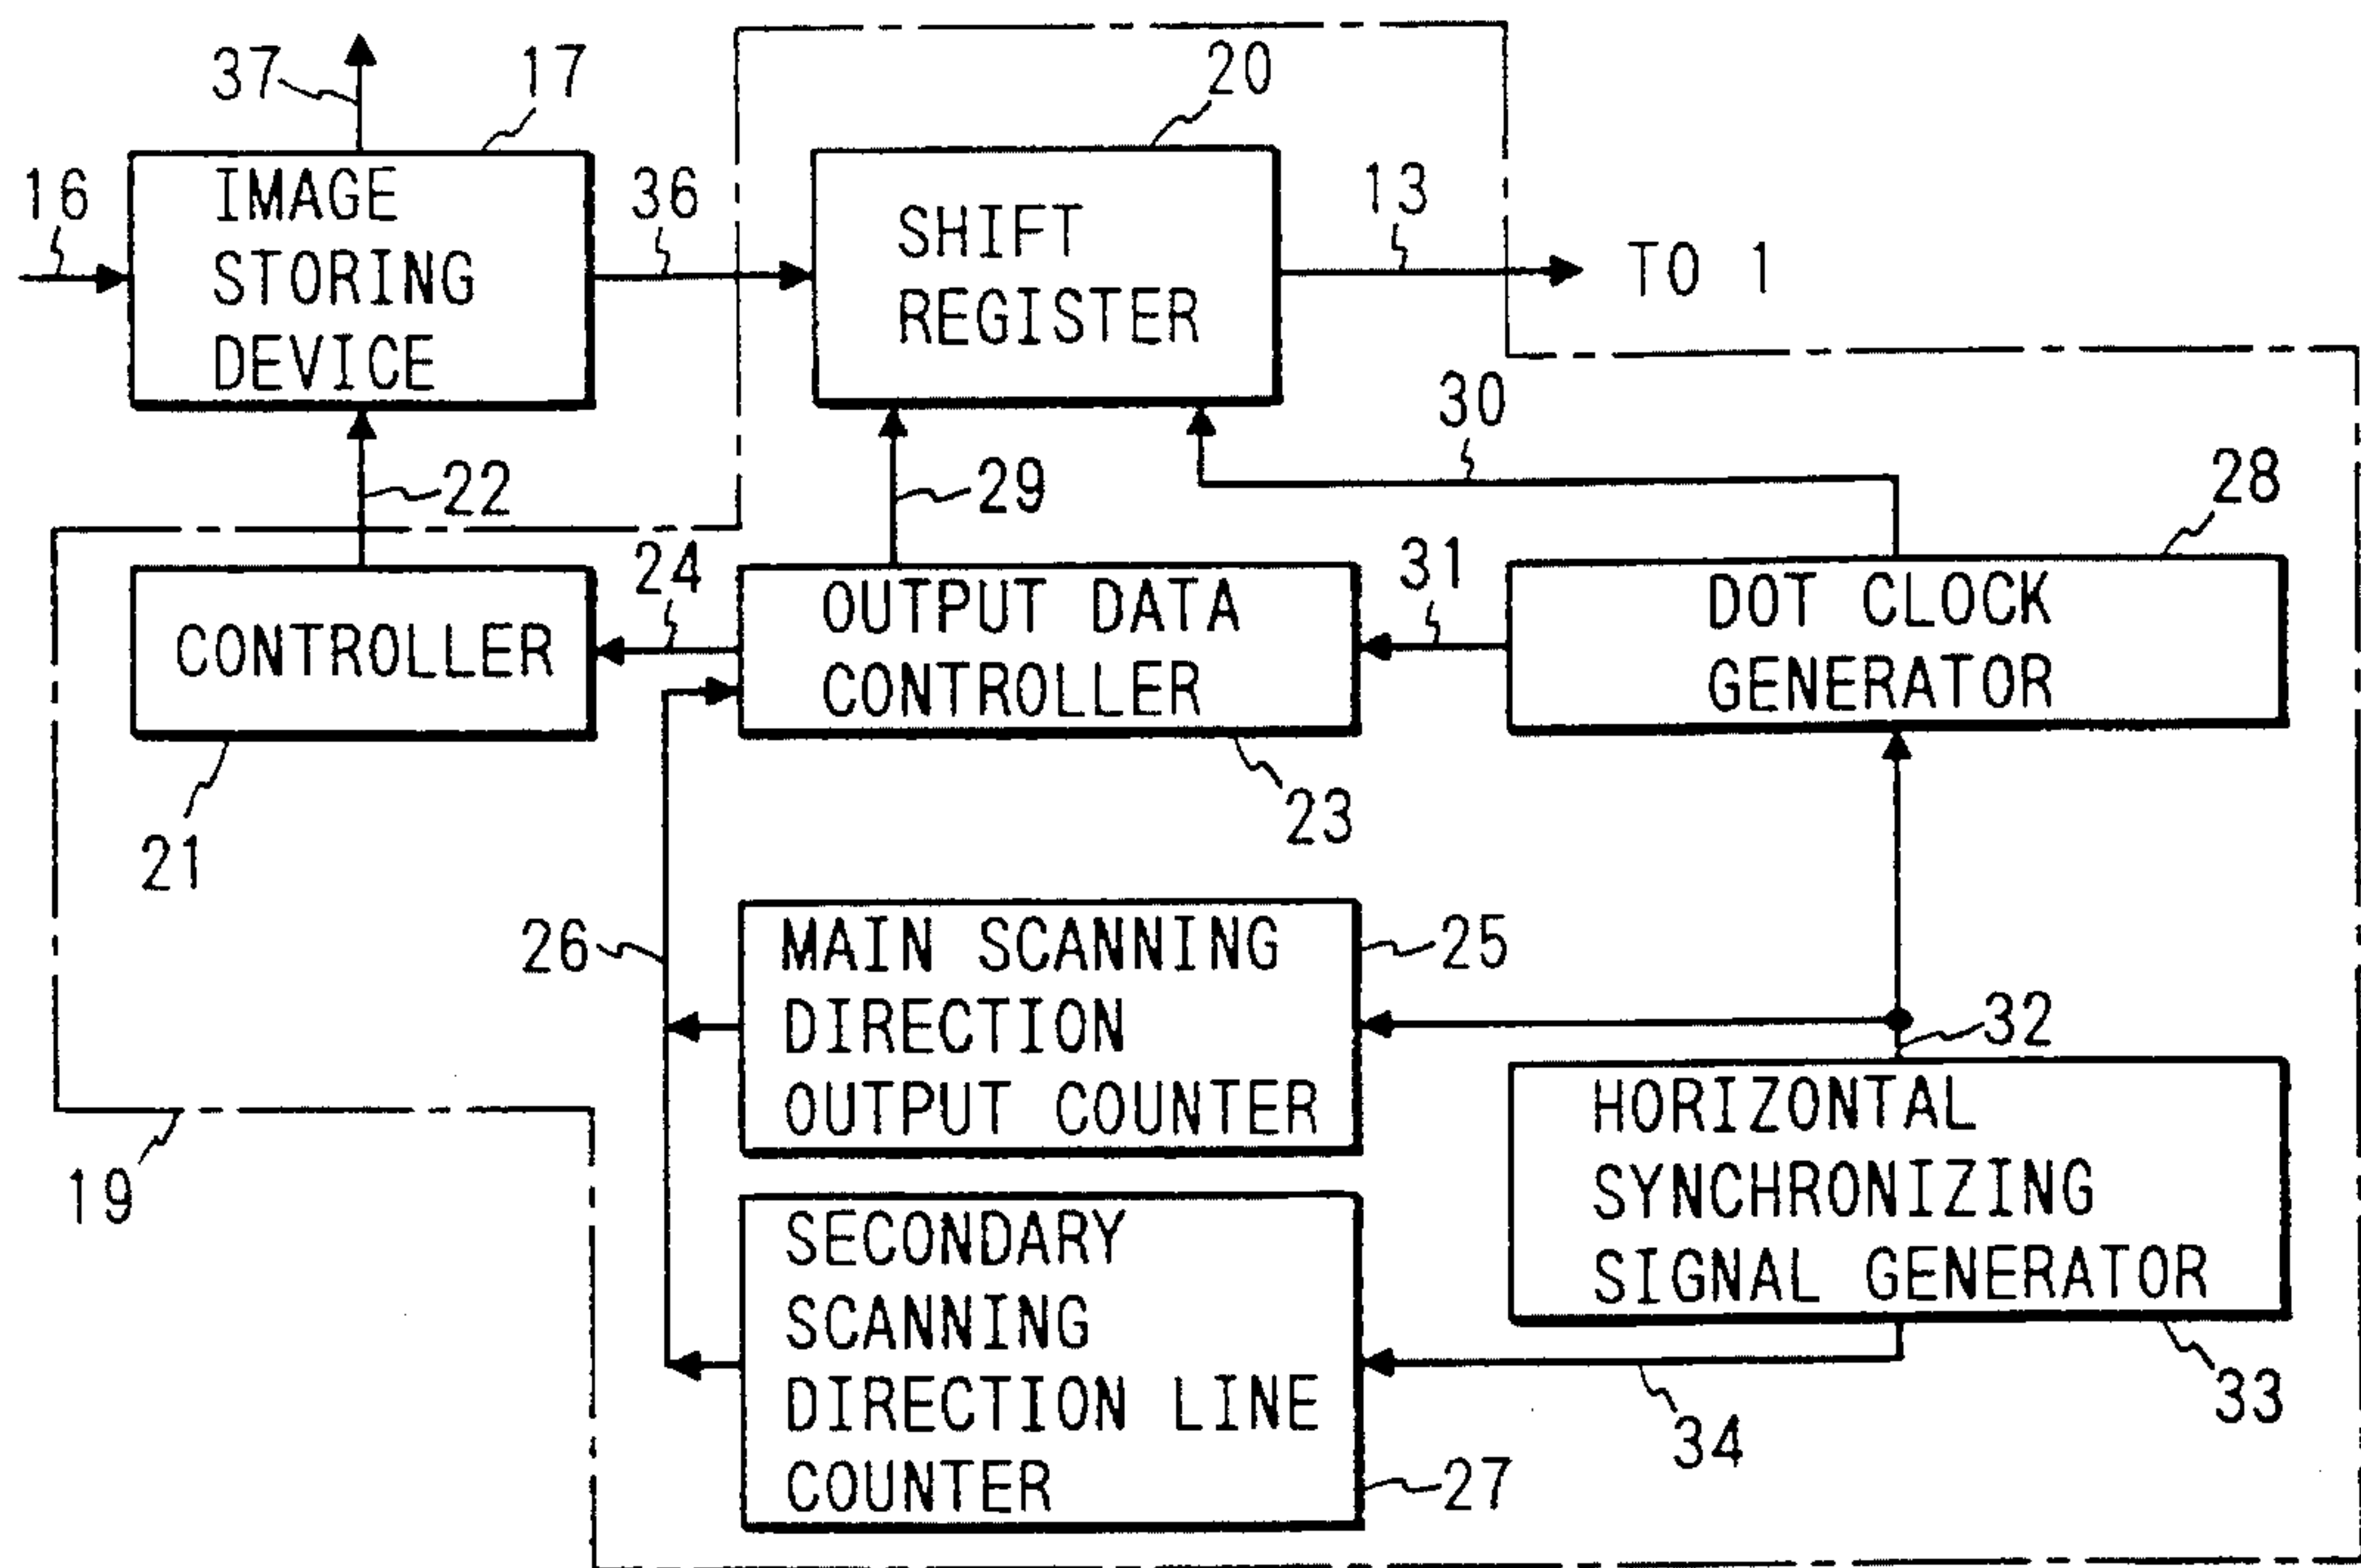 37
17
20
16
IMAGE
STORING
DEVICE
36
SHIFT
REGISTER
13
TO 1
30
22
29
28
24
31
CONTROLLER
OUTPUT DATA
CONTROLLER
DOT CLOCK
GENERATOR
21
23
26
MAIN SCANNING
DIRECTION
OUTPUT COUNTER
25
32
19
SECONDARY
SCANNING
DIRECTION LINE
COUNTER
HORIZONTAL
SYNCHRONIZING
SIGNAL GENERATOR
34
33
27